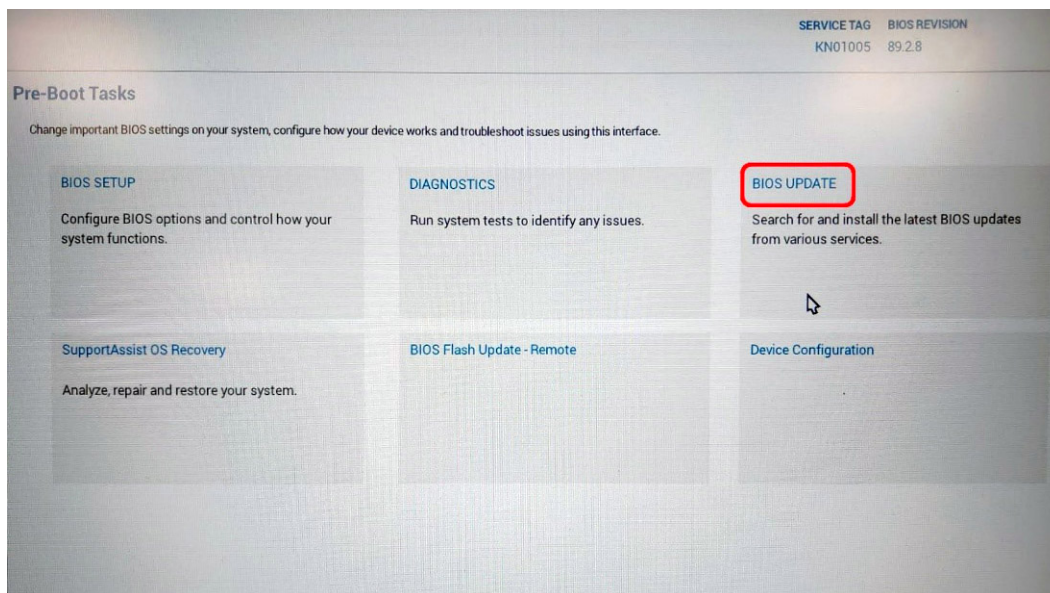 SERVICE TAG BIOS REVISION
KN01005 89.2.8
Pre-Boot Tasks
Change important BIOS settings on your system, configure how your device works and troubleshoot issues using this interface.
BIOS SETUP
Configure BIOS options and control how your
system functions.
DIAGNOSTICS
Run system tests to identify any issues.
BIOS UPDATE
Search for and install the latest BIOS updates
from various services.
SupportAssist OS Recovery
Analyze, repair and restore your system.
BIOS Flash Update - Remote
Device Configuration